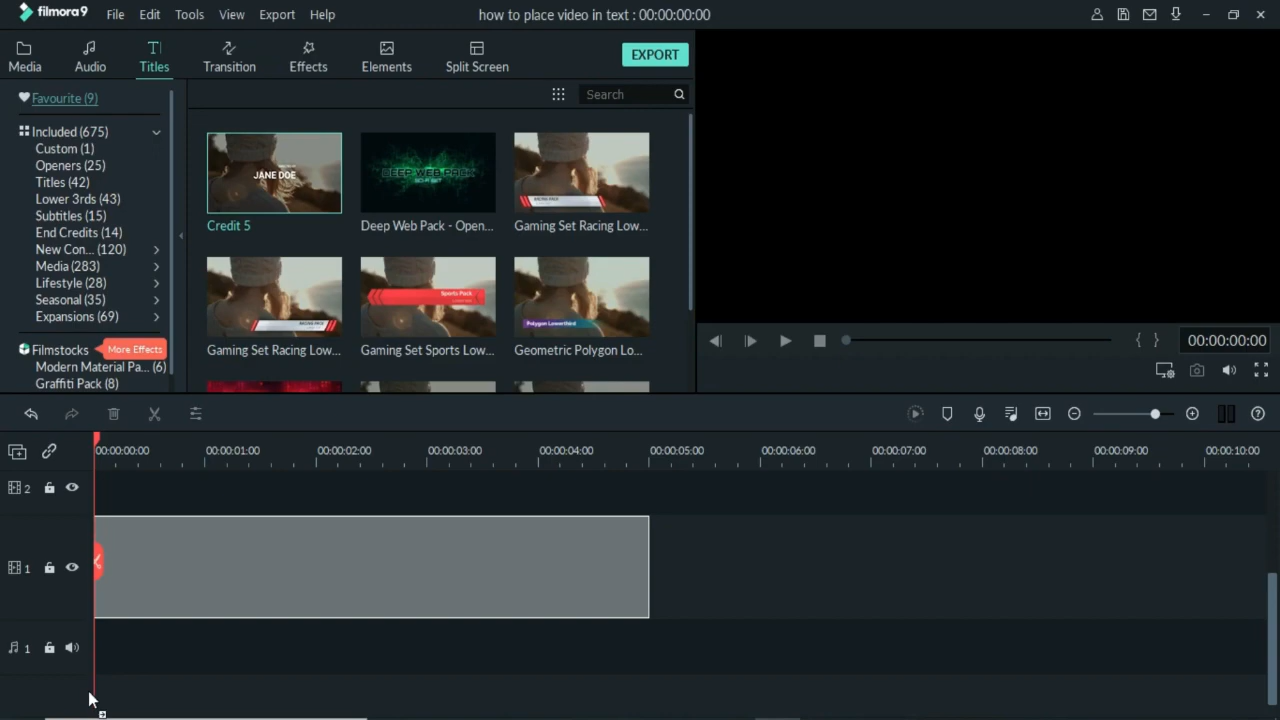 filmora9 File Edit Tools View Export Help how to place video in text : 00:00:00:00
Media Audio Titles Transition Effects Elements Split Screen EXPORT
Favourite (9)
Search
Included (675)
Custom (1)
Openers (25)
Titles (42)
Lower 3rds (43)
Subtitles (15)
End Credits (14)
New Con... (120)
Media (283)
Lifestyle (28)
Seasonal (35)
Expansions (69)
Filmstocks More Effects
Modern Material Pa... (6)
Graffiti Pack (8)
JANE DOE
DEEP WEB PACK
SCI-FI SET
Credit 5 Deep Web Pack - Open... Gaming Set Racing Low...
Sports Pack
Polygon Lowerthird
Gaming Set Racing Low... Gaming Set Sports Low... Geometric Polygon Lo...
{ } 00:00:00:00
00:00:00:00 00:00:01:00 00:00:02:00 00:00:03:00 00:00:04:00 00:00:05:00 00:00:06:00 00:00:07:00 00:00:08:00 00:00:09:00 00:00:10:00
2
1
1